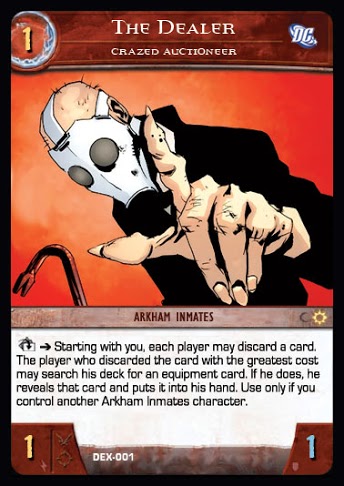 The Dealer
Crazed Auctioneer
1
DC
ARKHAM INMATES
➔ Starting with you, each player may discard a card.
The player who discarded the card with the greatest cost
may search his deck for an equipment card. If he does, he
reveals that card and puts it into his hand. Use only if you
control another Arkham Inmates character.
1
1
DEX-001